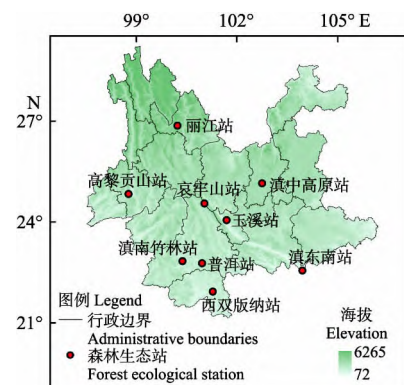 99° 102° 105° E
N
27°
24°
21°
丽江站
高黎贡山站
哀牢山站
滇中高原站
玉溪站
滇南竹林站
普洱站
滇东南站
西双版纳站
图例 Legend
行政边界
Administrative boundaries
森林生态站
Forest ecological station
海拔
Elevation
6265
72